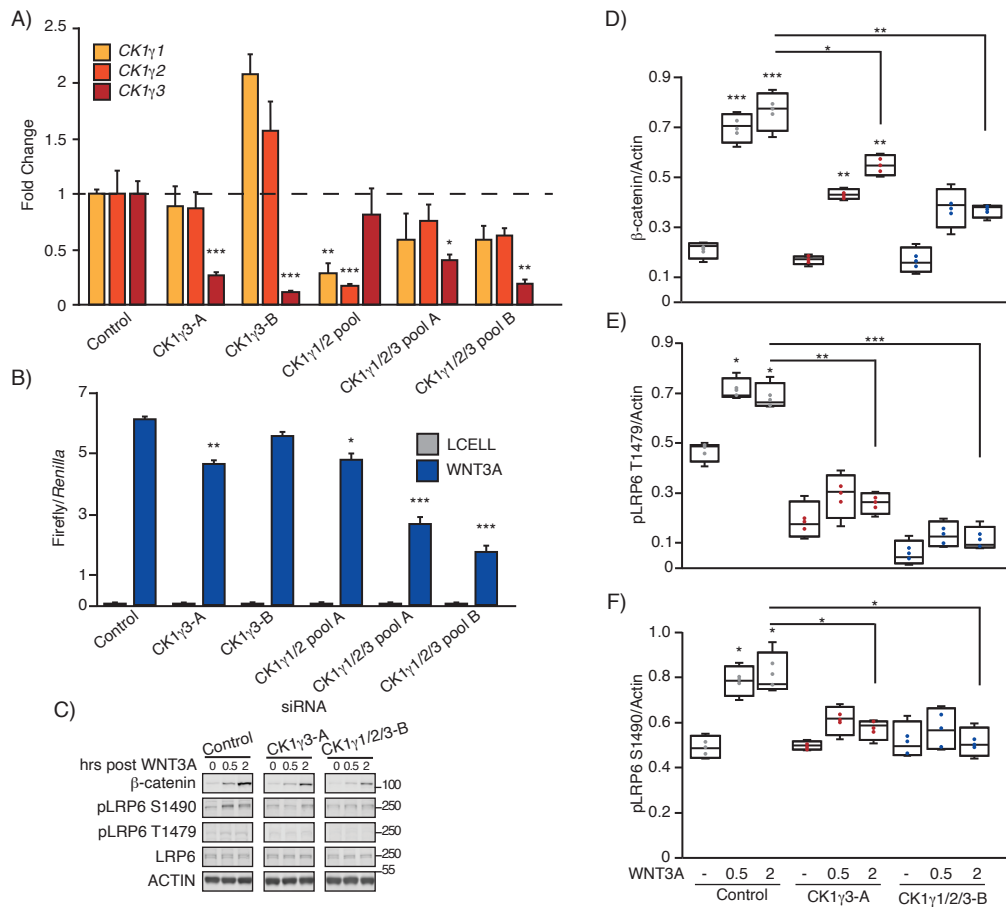 A)
CK1γ1
CK1γ2
CK1γ3
Fold Change
2.5
2
1.5
1
0.5
0
***
***
**
***
*
**
Control
CK1γ3-A
CK1γ3-B
CK1γ1/2 pool
CK1γ1/2/3 pool A
CK1γ1/2/3 pool B
B)
Firefly/Renilla
7
5
3
1
0
LCELL
WNT3A
**
*
***
***
Control
CK1γ3-A
CK1γ3-B
CK1γ1/2 pool A
CK1γ1/2/3 pool A
CK1γ1/2/3 pool B
siRNA
C)
Control
CK1γ3-A
CK1γ1/2/3-B
hrs post WNT3A 0 0.5 2 0 0.5 2 0 0.5 2
β-catenin 100
pLRP6 S1490 250
pLRP6 T1479 250
LRP6 250
55
ACTIN
D)
β-catenin/Actin
0.9
0.7
0.5
0.3
0.1
**
*
***
***
**
**
E)
pLRP6 T1479/Actin
0.9
0.7
0.5
0.3
0.1
***
**
*
*
F)
pLRP6 S1490/Actin
1.0
0.8
0.6
0.4
0.2
0
*
*
*
*
WNT3A - 0.5 2 - 0.5 2 - 0.5 2
Control CK1γ3-A CK1γ1/2/3-B